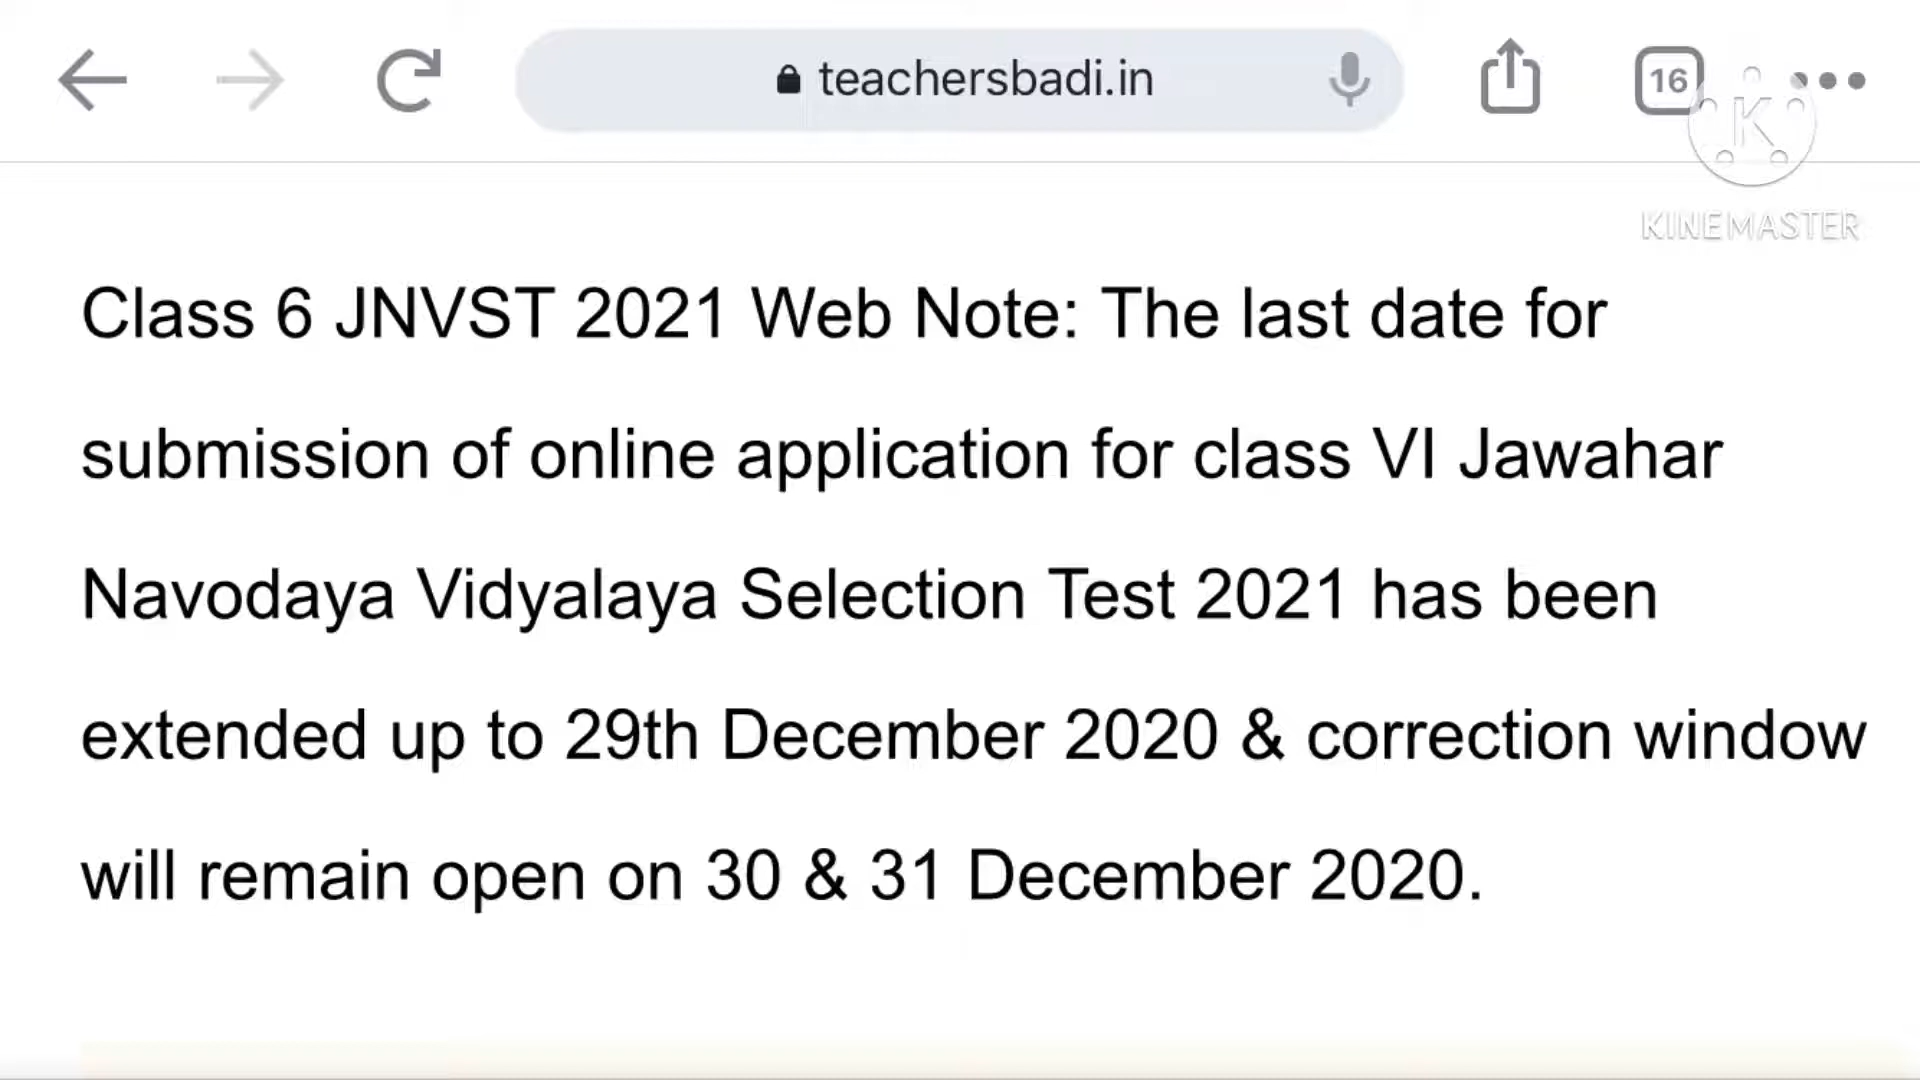 teachersbadi.in
16
K
KINEMASTER
Class 6 JNVST 2021 Web Note: The last date for
submission of online application for class VI Jawahar
Navodaya Vidyalaya Selection Test 2021 has been
extended up to 29th December 2020 & correction window
will remain open on 30 & 31 December 2020.